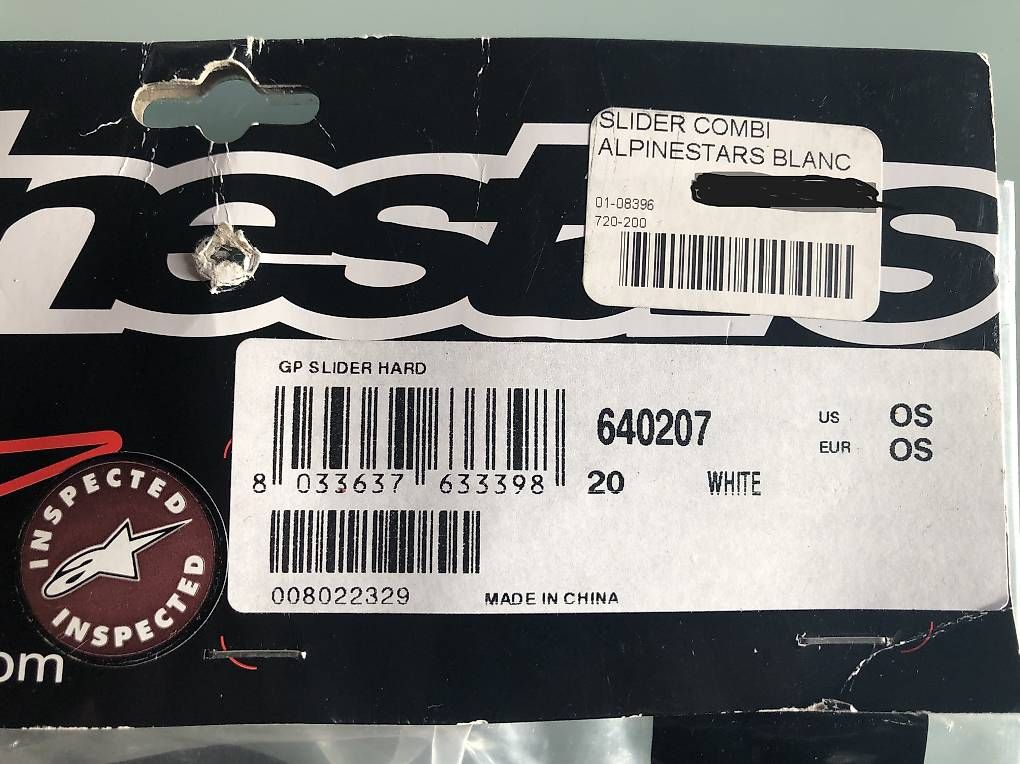 nestars
SLIDER COMBI
ALPINESTARS BLANC
01-08396
720-200
GP SLIDER HARD
8 033637 633398
640207
US OS
EUR OS
20 WHITE
008022329
MADE IN CHINA
INSPECTED
INSPECTED
om